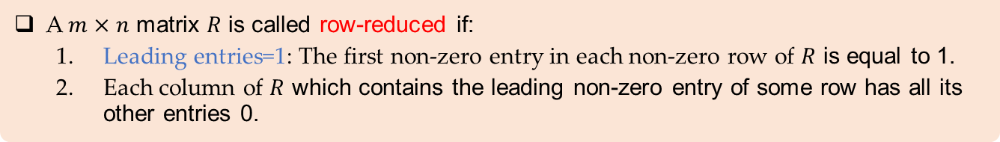 ❑ A m × n matrix R is called row-reduced if:
1. Leading entries=1: The first non-zero entry in each non-zero row of R is equal to 1.
2. Each column of R which contains the leading non-zero entry of some row has all its
other entries 0.